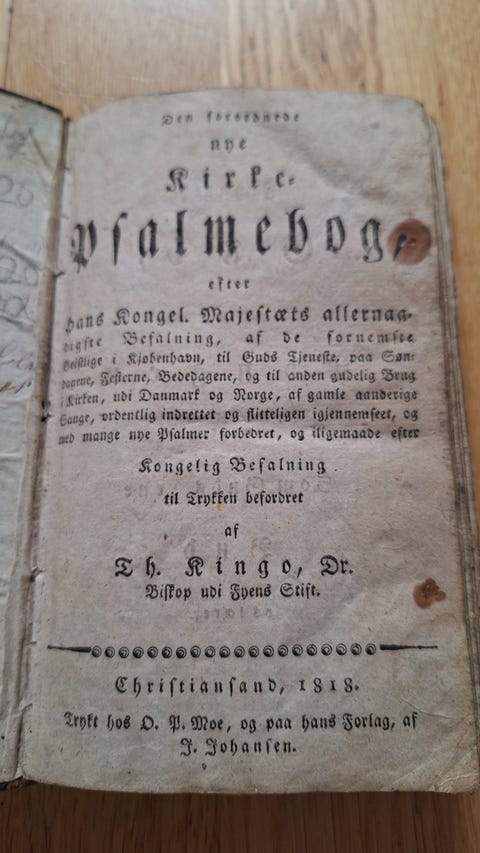 Den forordnede
nye
Kirke-
Psalmebog,
efter
Hans Kongel. Majestæts allernaa-
digste Befalning, af de fornemste
Geistlige i Kjøbenhavn, til Guds Tjeneste, paa Søn-
dagene, Festerne, Bededagene, og til anden gudelig Brug
i Kirken, udi Danmark og Norge, af gamle aanderige
Sange, ordentlig indrettet og flitteligen igjennemseet, og
med mange nye Psalmer forbedret, og iligemaade efter
Kongelig Befalning
til Trykken befordret
af
Th. Kingo, Dr.
Biskop udi Fyens Stift.
Christiansand, 1818.
Trykt hos O. P. Moe, og paa hans Forlag, af
J. Johansen.